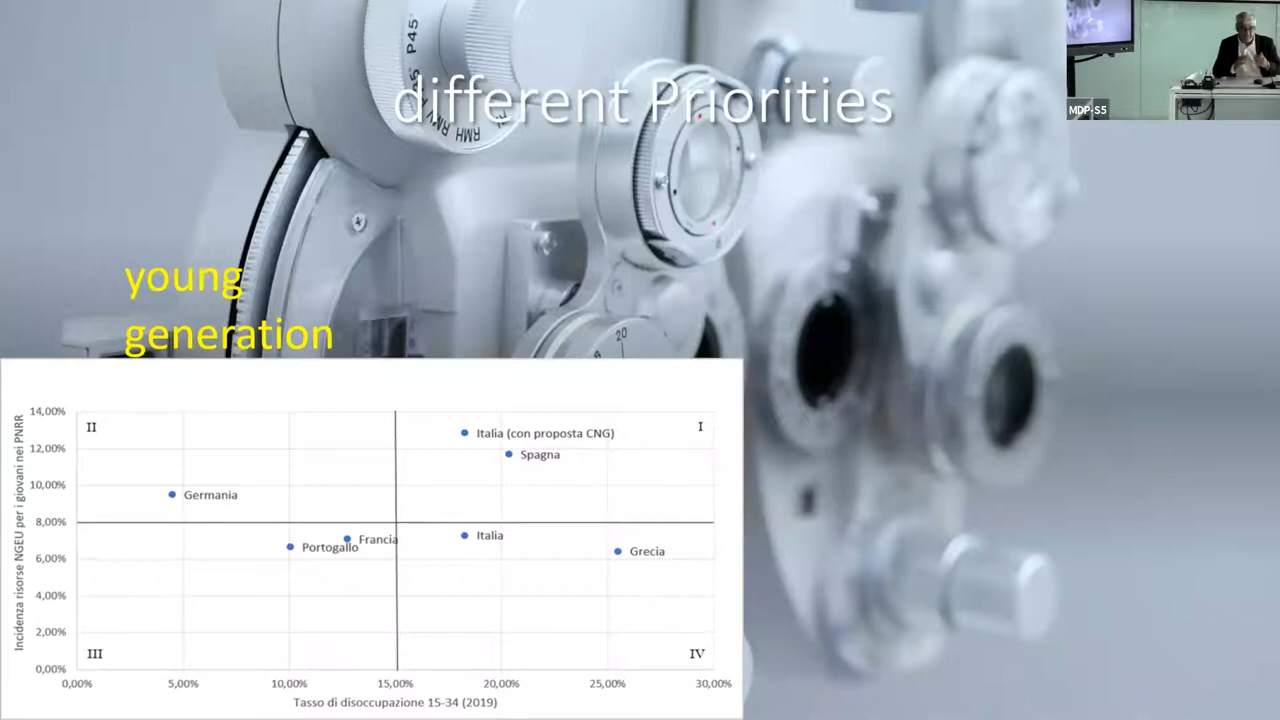 different Priorities
MDP-S5
P45
RMH RMV
20
young
generation
Incidenza risorse NGEU per i giovani nei PNRR
14,00%
12,00%
10,00%
8,00%
6,00%
4,00%
2,00%
0,00%
II
I
III
IV
Italia (con proposta CNG)
Spagna
Germania
Francia
Portogallo
Italia
Grecia
0,00%
5,00%
10,00%
15,00%
20,00%
25,00%
30,00%
Tasso di disoccupazione 15-34 (2019)